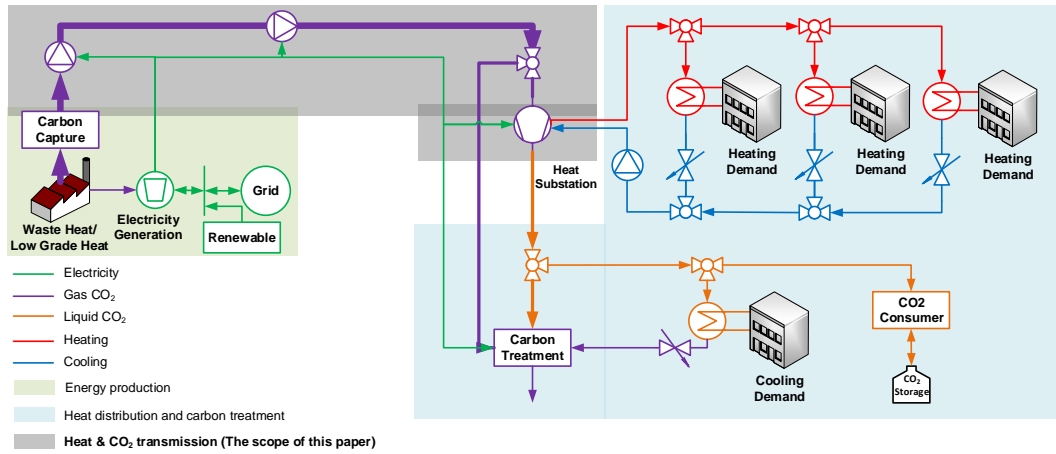 Carbon
Capture
Waste Heat/
Low Grade Heat
Electricity
Generation
Grid
Renewable
Heat
Substation
Heating
Demand
Heating
Demand
Heating
Demand
Carbon
Treatment
Cooling
Demand
CO2
Consumer
CO₂
Storage
Electricity
Gas CO₂
Liquid CO₂
Heating
Cooling
Energy production
Heat distribution and carbon treatment
Heat & CO₂ transmission (The scope of this paper)